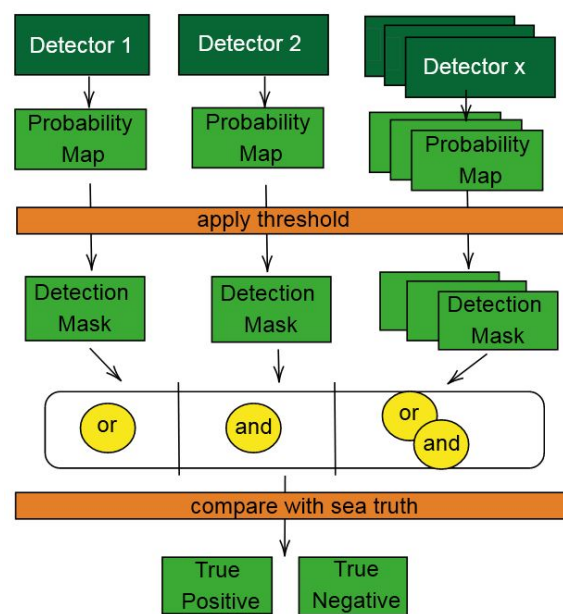 Detector 1
Detector 2
Detector x
Probability
Map
Probability
Map
Probability
Map
apply threshold
Detection
Mask
Detection
Mask
Detection
Mask
or
and
or
and
compare with sea truth
True
Positive
True
Negative